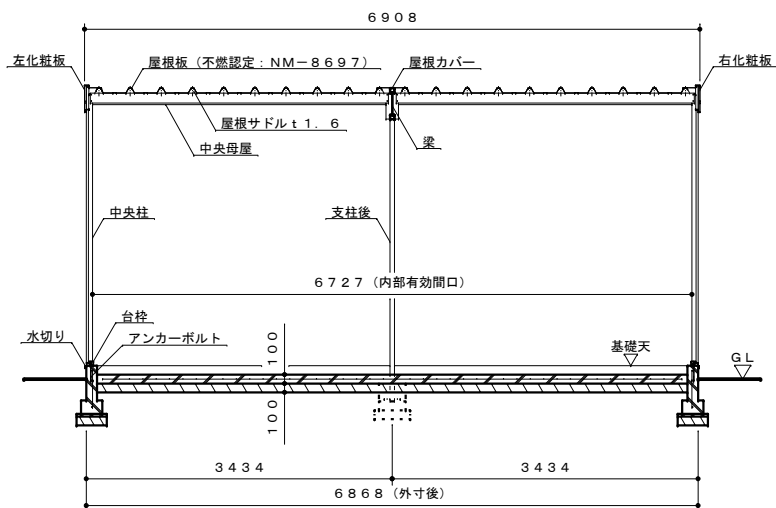 ６９０８
左化粧板
屋根板（不燃認定：ＮＭ－８６９７）
屋根カバー
右化粧板
屋根サドルｔ１．６
中央母屋
梁
中央柱
支柱後
６７２７（内部有効間口）
台枠
水切り
アンカーボルト
１００
基礎天
ＧＬ
１００
３４３４
３４３４
６８６８（外寸後）